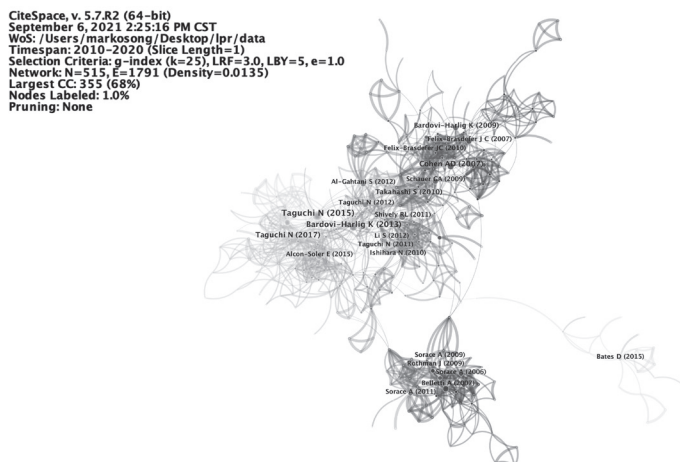 CiteSpace, v. 5.7.R2 (64-bit)
September 6, 2021 2:25:16 PM CST
WoS: /Users/markosong/Desktop/lpr/data
Timespan: 2010-2020 (Slice Length=1)
Selection Criteria: g-index (k=25), LRF=3.0, LBY=5, e=1.0
Network: N=515, E=1791 (Density=0.0135)
Largest CC: 355 (68%)
Nodes Labeled: 1.0%
Pruning: None
Bardovi-Harlig K (2009)
Felix-Brasdefer J C (2007)
Felix-Brasdefer JC (2010)
Cohen AD (2007)
Schauer GA (2009)
Al-Gahtani S (2012)
Takahashi S (2010)
Taguchi N (2012)
Taguchi N (2015)
Shively RL (2011)
Bardovi-Harlig K (2013)
Taguchi N (2017)
Li S (2012)
Taguchi N (2011)
Alcon-Soler E (2015)
Ishihara N (2010)
Sorace A (2009)
Rothman J (2009)
Bates D (2015)
Sorace A (2006)
Belletti A (2007)
Sorace A (2011)